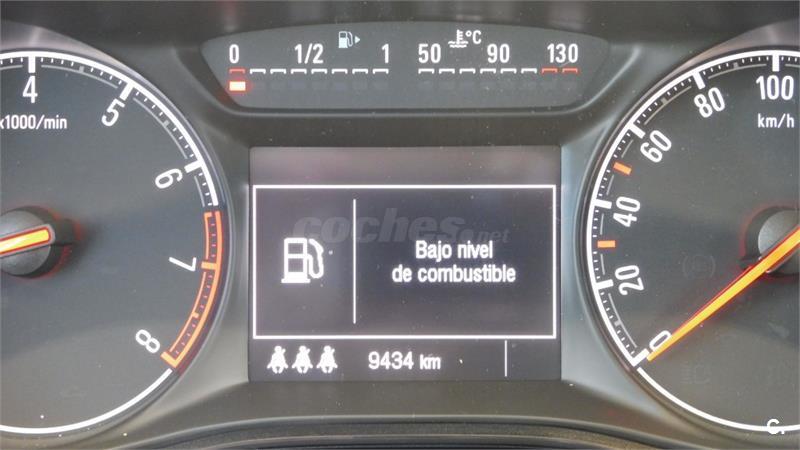 0 1/2 1 50 °C 90 130
4 5 6 7 8
x1000/min
100 80 60 40 20 0
km/h
coches.net
Bajo nivel
de combustible
9434 km
c.